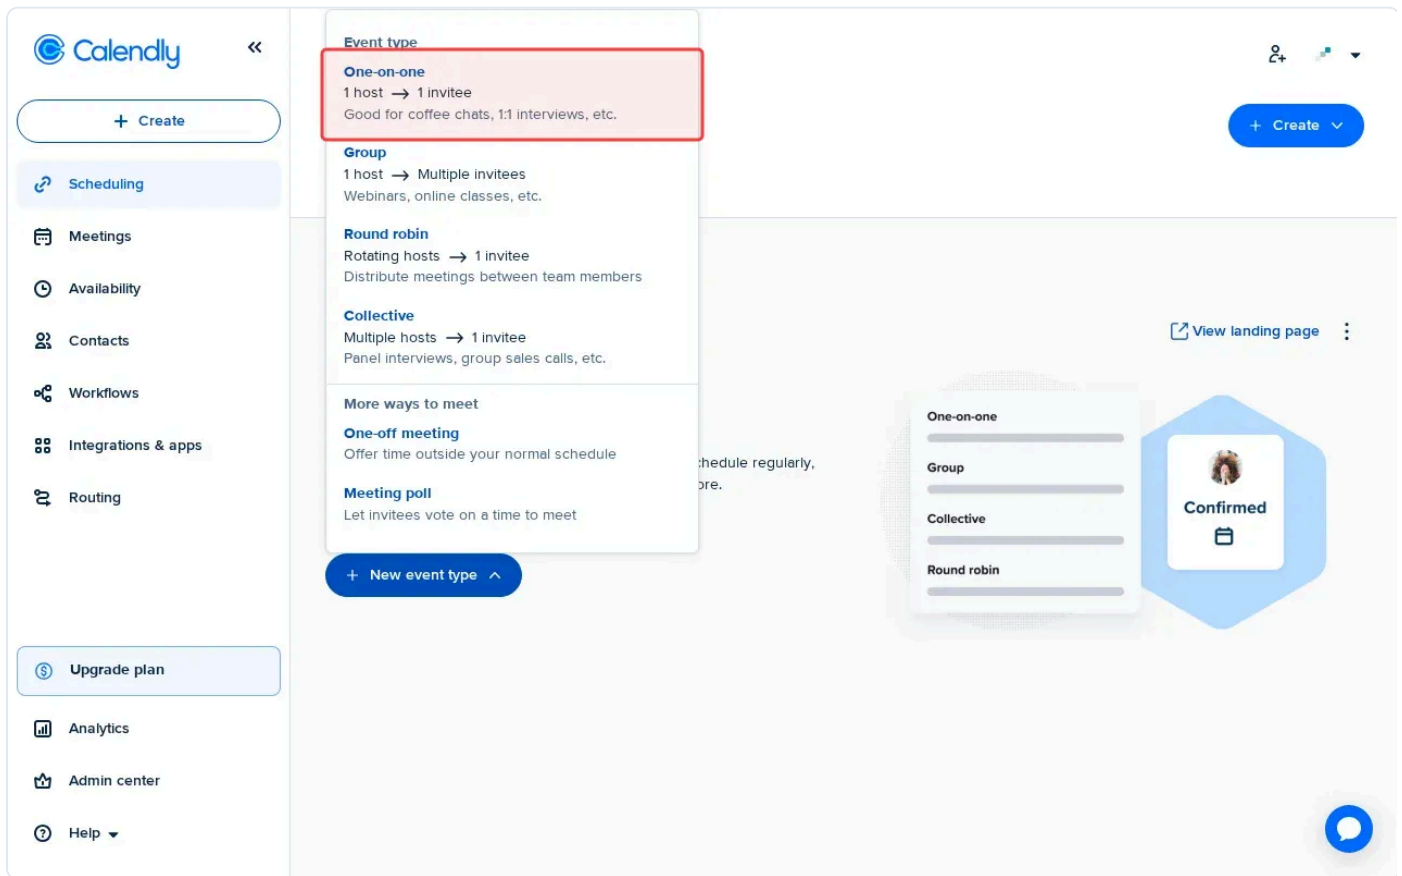 Calendly
Create
Scheduling
Meetings
Availability
Contacts
Workflows
Integrations & apps
Routing
Upgrade plan
Analytics
Admin center
Help
Event type
One-on-one
1 host → 1 invitee
Good for coffee chats, 1:1 interviews, etc.
Group
1 host → Multiple invitees
Webinars, online classes, etc.
Round robin
Rotating hosts → 1 invitee
Distribute meetings between team members
Collective
Multiple hosts → 1 invitee
Panel interviews, group sales calls, etc.
More ways to meet
One-off meeting
Offer time outside your normal schedule
Meeting poll
Let invitees vote on a time to meet
+ New event type
+ Create
View landing page
regularly,
One-on-one
Group
Collective
Round robin
Confirmed